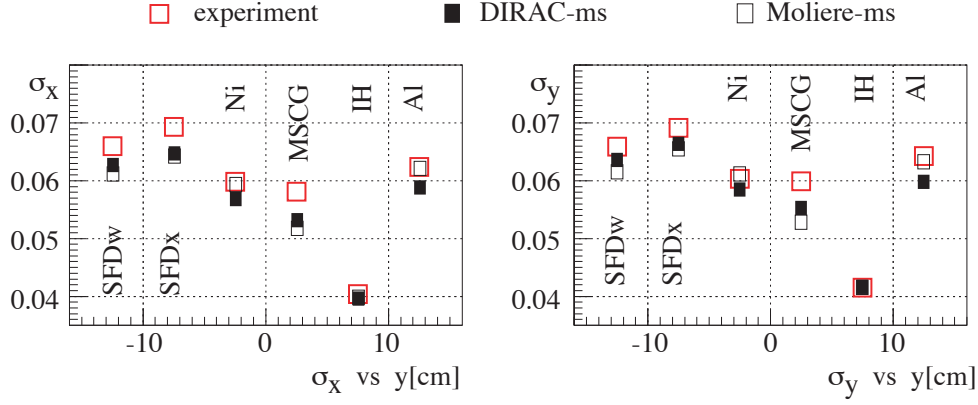 experiment DIRAC-ms Moliere-ms
σx
0.07
0.06
0.05
0.04
SFDw
SFDx
Ni
MSCG
IH
Al
-10 0 10
σx vs y[cm]
σy
0.07
0.06
0.05
0.04
SFDw
SFDx
Ni
MSCG
IH
Al
-10 0 10
σy vs y[cm]